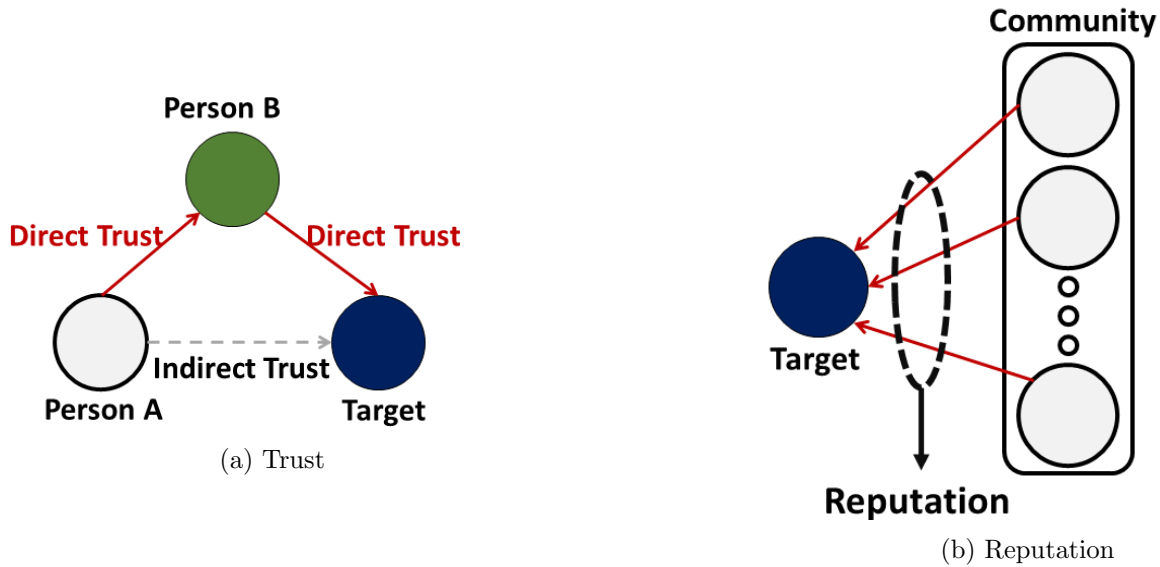 Person B
Direct Trust
Direct Trust
Indirect Trust
Person A
Target
(a) Trust
Community
Target
Reputation
(b) Reputation